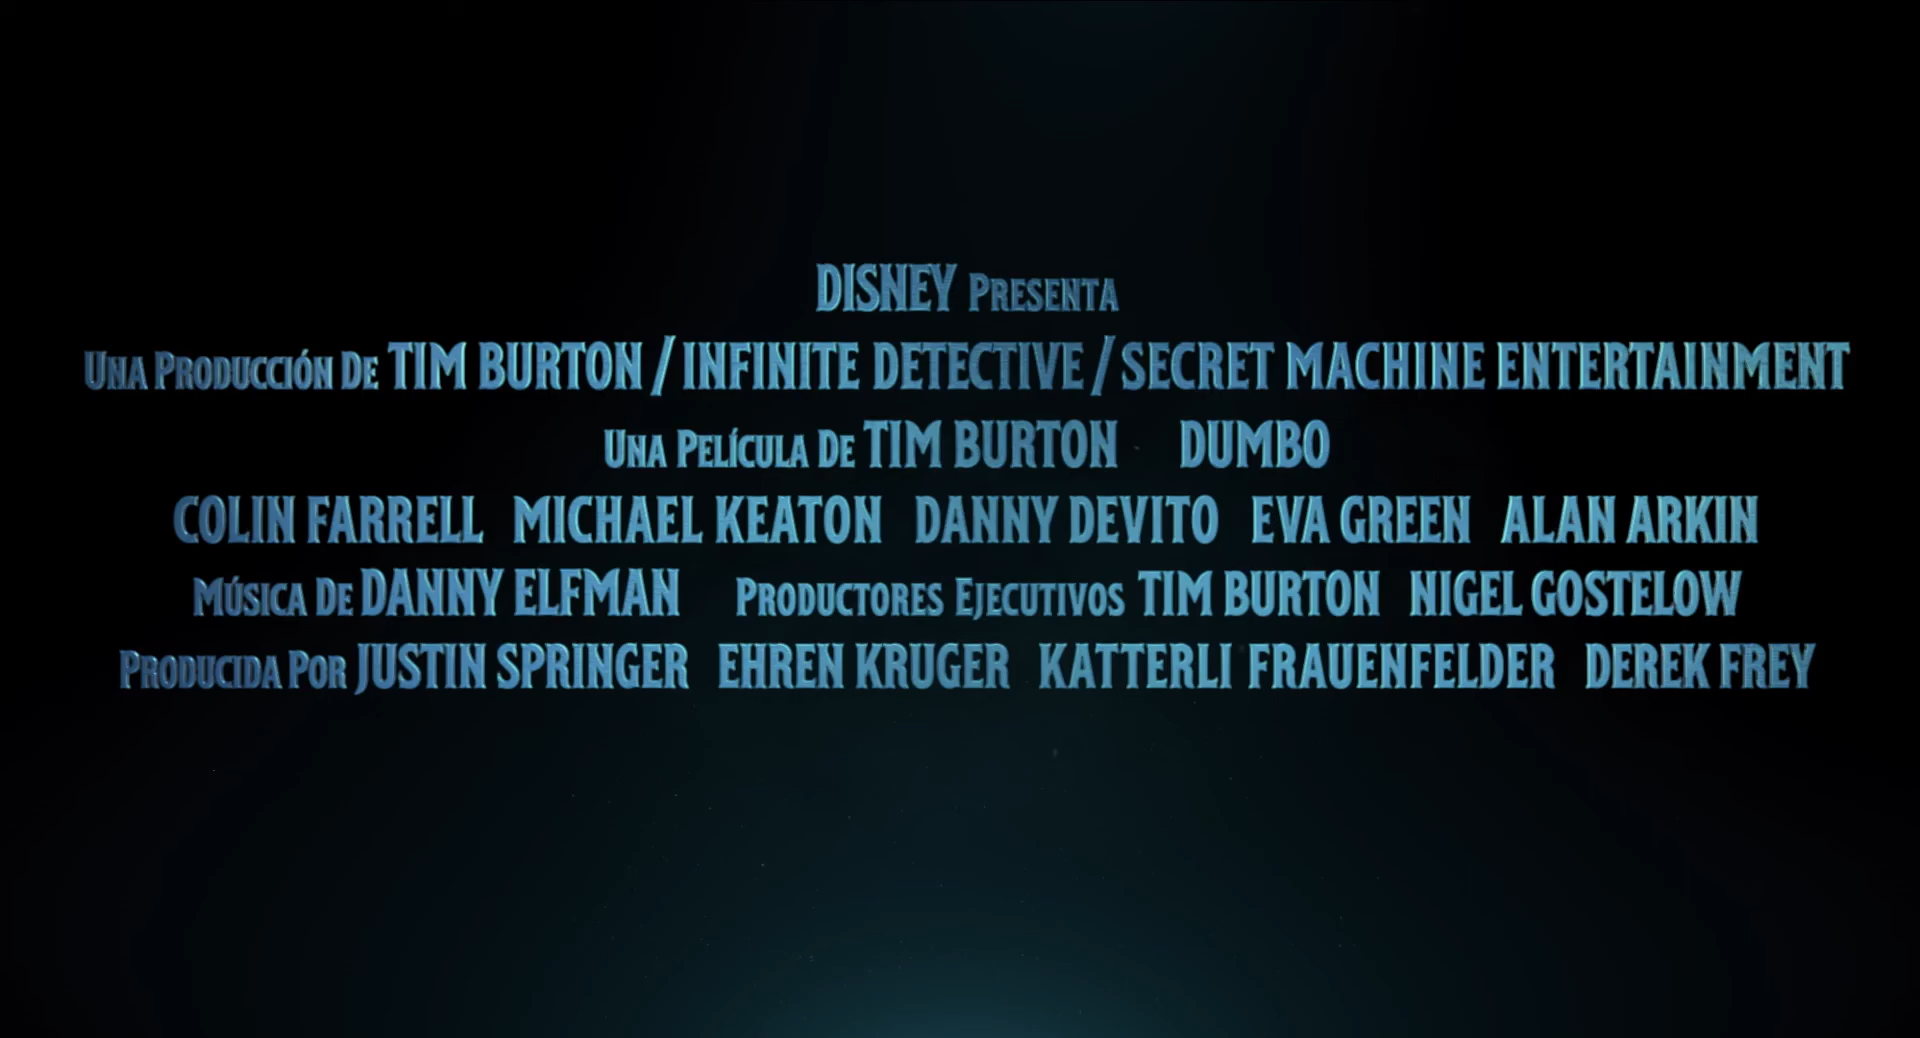 DISNEY PRESENTA
UNA PRODUCCIÓN DE TIM BURTON / INFINITE DETECTIVE / SECRET MACHINE ENTERTAINMENT
UNA PELÍCULA DE TIM BURTON DUMBO
COLIN FARRELL MICHAEL KEATON DANNY DEVITO EVA GREEN ALAN ARKIN
MÚSICA DE DANNY ELFMAN PRODUCTORES EJECUTIVOS TIM BURTON NIGEL GOSTELOW
PRODUCIDA POR JUSTIN SPRINGER EHREN KRUGER KATTERLI FRAUENFELDER DEREK FREY